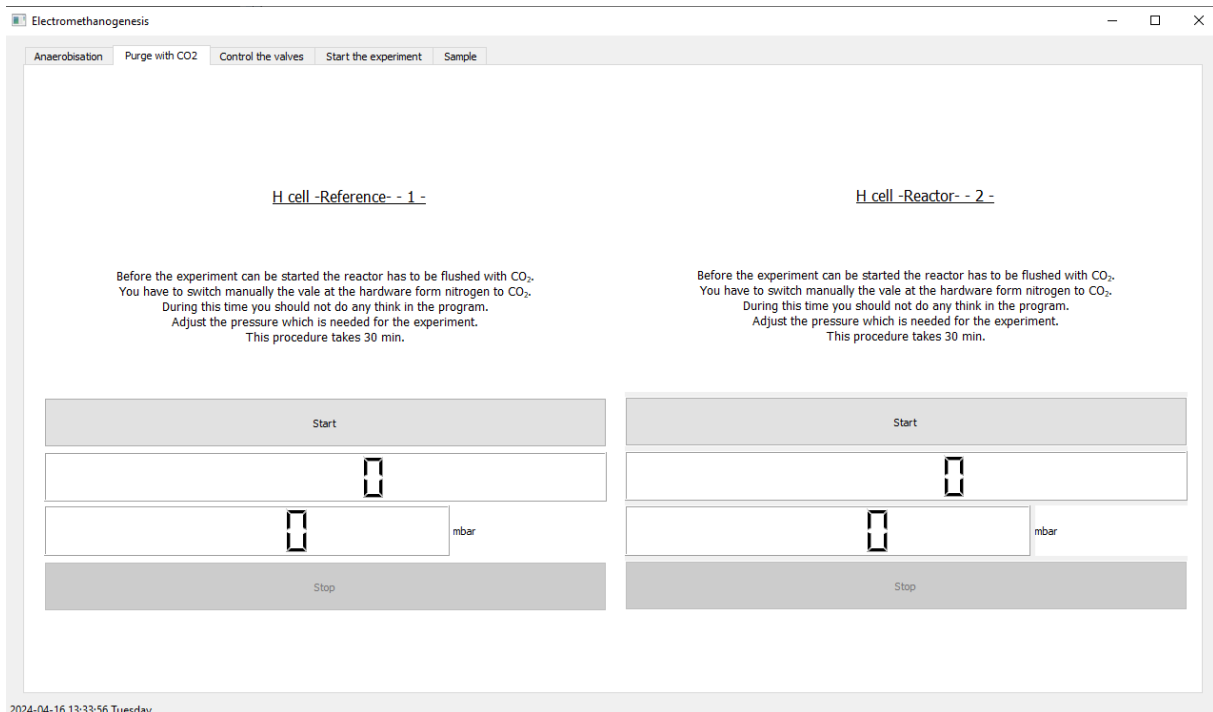 Electromethanogenesis
Anaerobisation Purge with CO2 Control the valves Start the experiment Sample
H cell -Reference- - 1 -
Before the experiment can be started the reactor has to be flushed with CO₂.
You have to switch manually the vale at the hardware form nitrogen to CO₂.
During this time you should not do any think in the program.
Adjust the pressure which is needed for the experiment.
This procedure takes 30 min.
Start
0
0 mbar
Stop
H cell -Reactor- - 2 -
Before the experiment can be started the reactor has to be flushed with CO₂.
You have to switch manually the vale at the hardware form nitrogen to CO₂.
During this time you should not do any think in the program.
Adjust the pressure which is needed for the experiment.
This procedure takes 30 min.
Start
0
0 mbar
Stop
2024-04-16 13:33:56 Tuesday